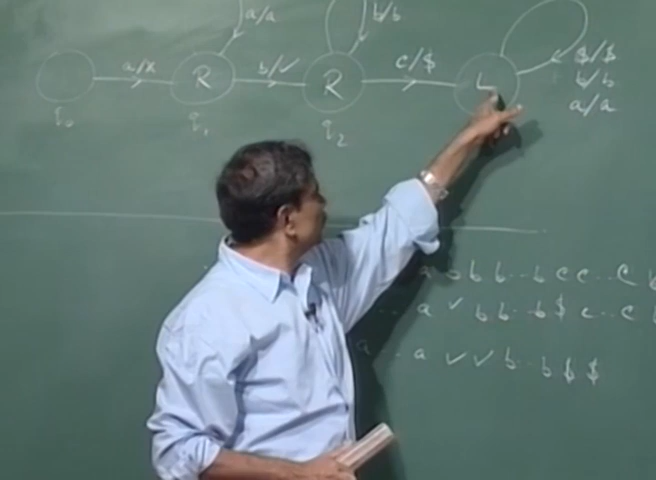 a/a b/b
a/x b/✓ c/$ $/$
R R L b/b
q₀ q₁ q₂ a/a
a b b .. b c c .. c
.. a ✓ b b .. b $ c .. c b
a .. a ✓ ✓ b .. b $ $